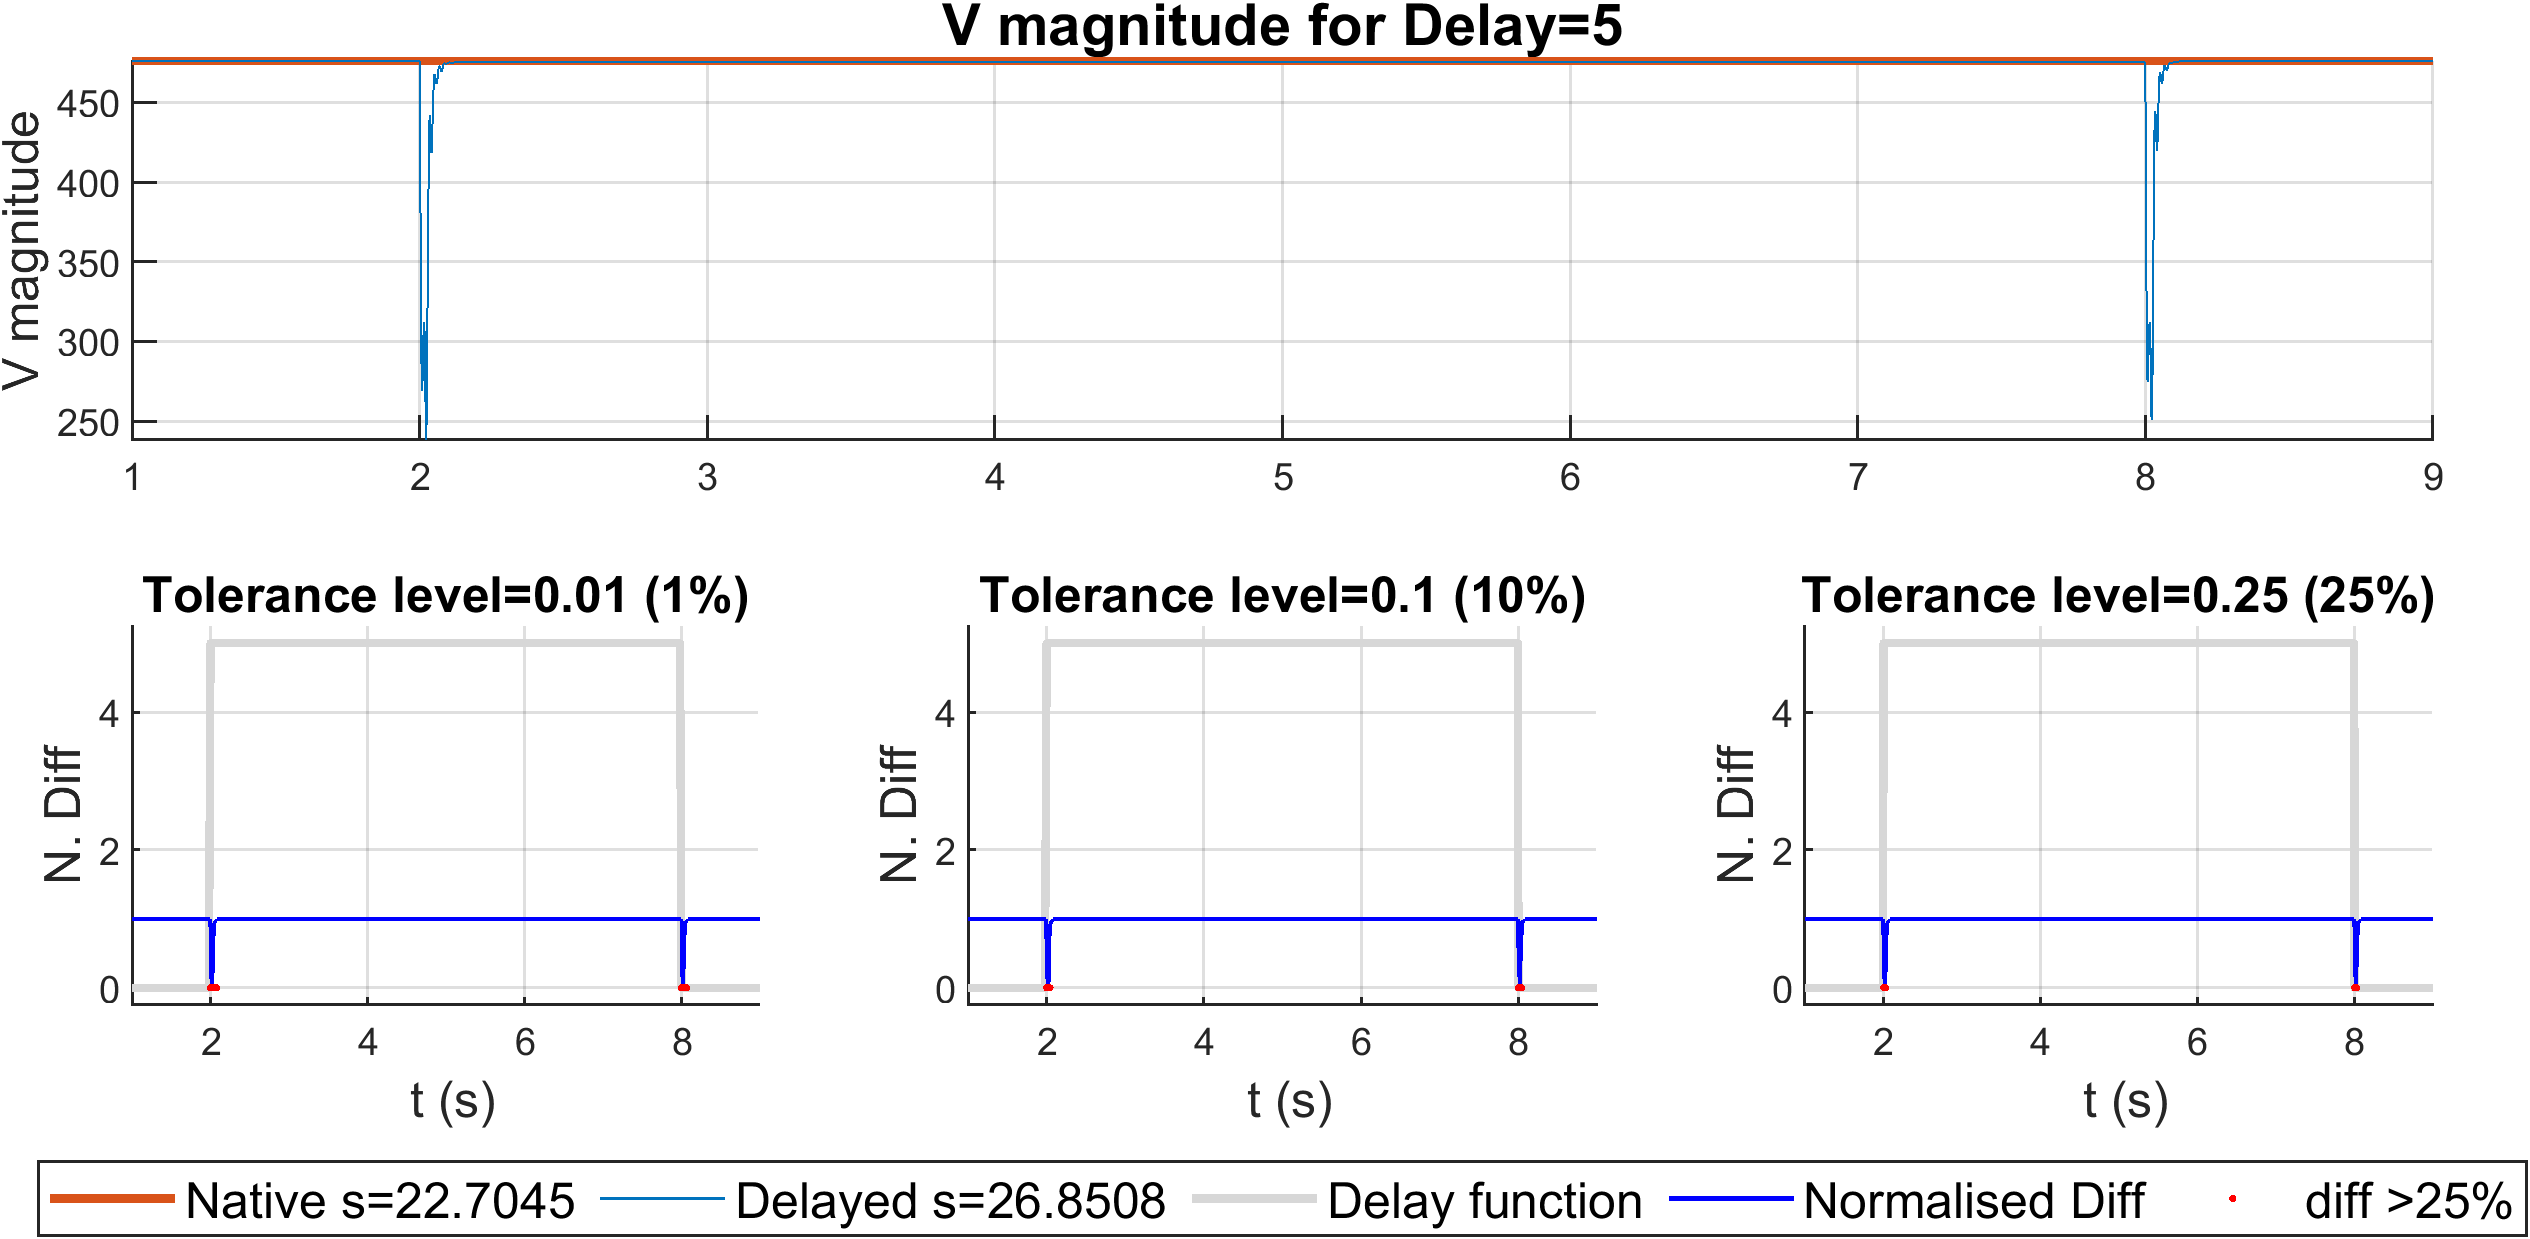 V magnitude for Delay=5
V magnitude
450
400
350
300
250
1 2 3 4 5 6 7 8 9
Tolerance level=0.01 (1%)
N. Diff
4
2
0
2 4 6 8
t (s)
Tolerance level=0.1 (10%)
N. Diff
4
2
0
2 4 6 8
t (s)
Tolerance level=0.25 (25%)
N. Diff
4
2
0
2 4 6 8
t (s)
Native s=22.7045 Delayed s=26.8508 Delay function Normalised Diff diff >25%